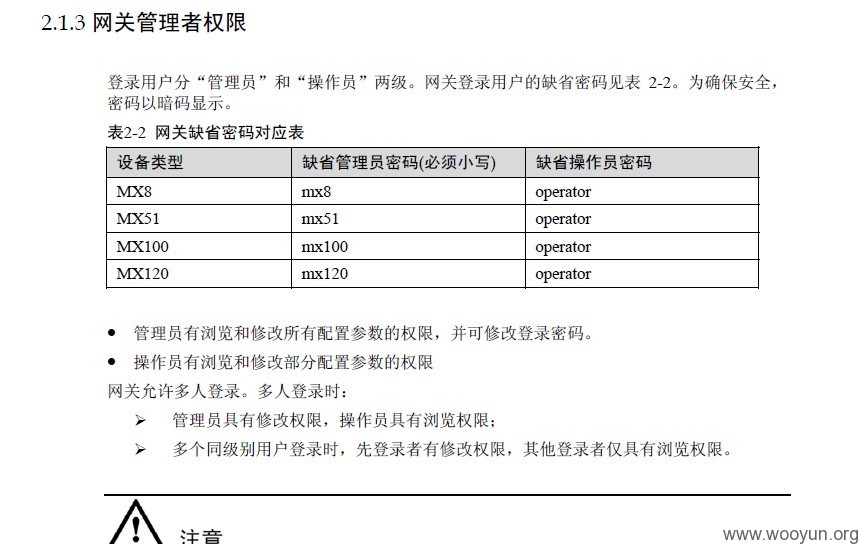 2.1.3 网关管理者权限
登录用户分“管理员”和“操作员”两级。网关登录用户的缺省密码见表 2-2。为确保安全，
密码以暗码显示。
表2-2 网关缺省密码对应表
设备类型 缺省管理员密码(必须小写) 缺省操作员密码
MX8 mx8 operator
MX51 mx51 operator
MX100 mx100 operator
MX120 mx120 operator
● 管理员有浏览和修改所有配置参数的权限，并可修改登录密码。
● 操作员有浏览和修改部分配置参数的权限
网关允许多人登录。多人登录时：
➢ 管理员具有修改权限，操作员具有浏览权限；
➢ 多个同级别用户登录时，先登录者有修改权限，其他登录者仅具有浏览权限。
注意
www.wooyun.org